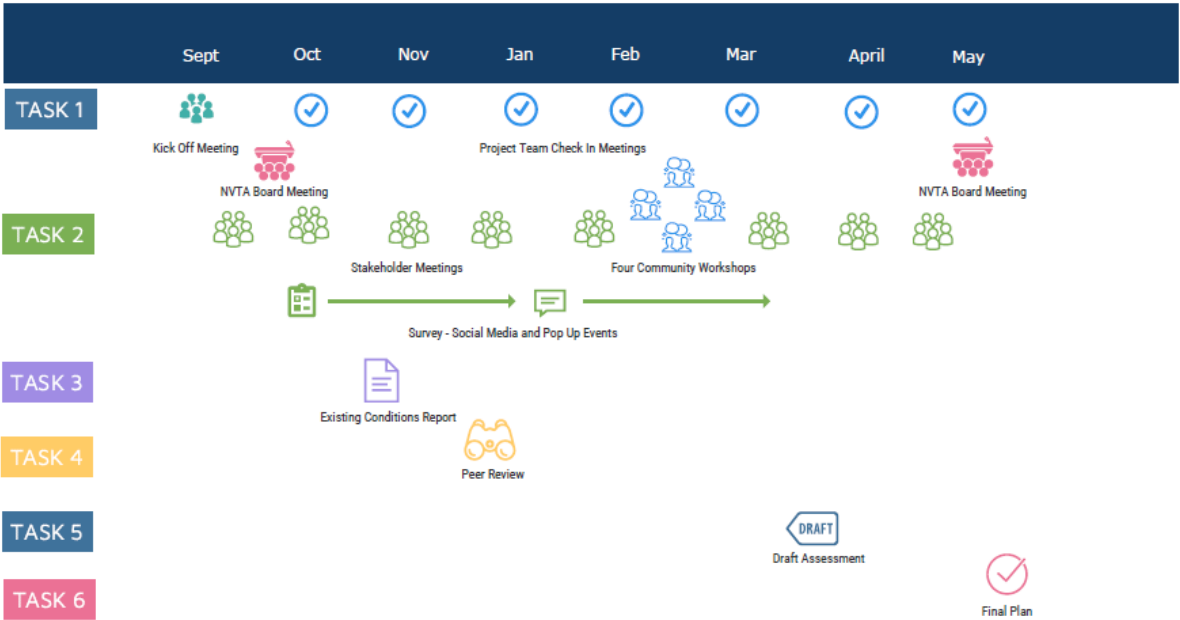 Sept Oct Nov Jan Feb Mar April May
TASK 1
Kick Off Meeting
Project Team Check In Meetings
NVTA Board Meeting
NVTA Board Meeting
TASK 2
Stakeholder Meetings
Four Community Workshops
Survey - Social Media and Pop Up Events
TASK 3
Existing Conditions Report
TASK 4
Peer Review
TASK 5
DRAFT
Draft Assessment
TASK 6
Final Plan